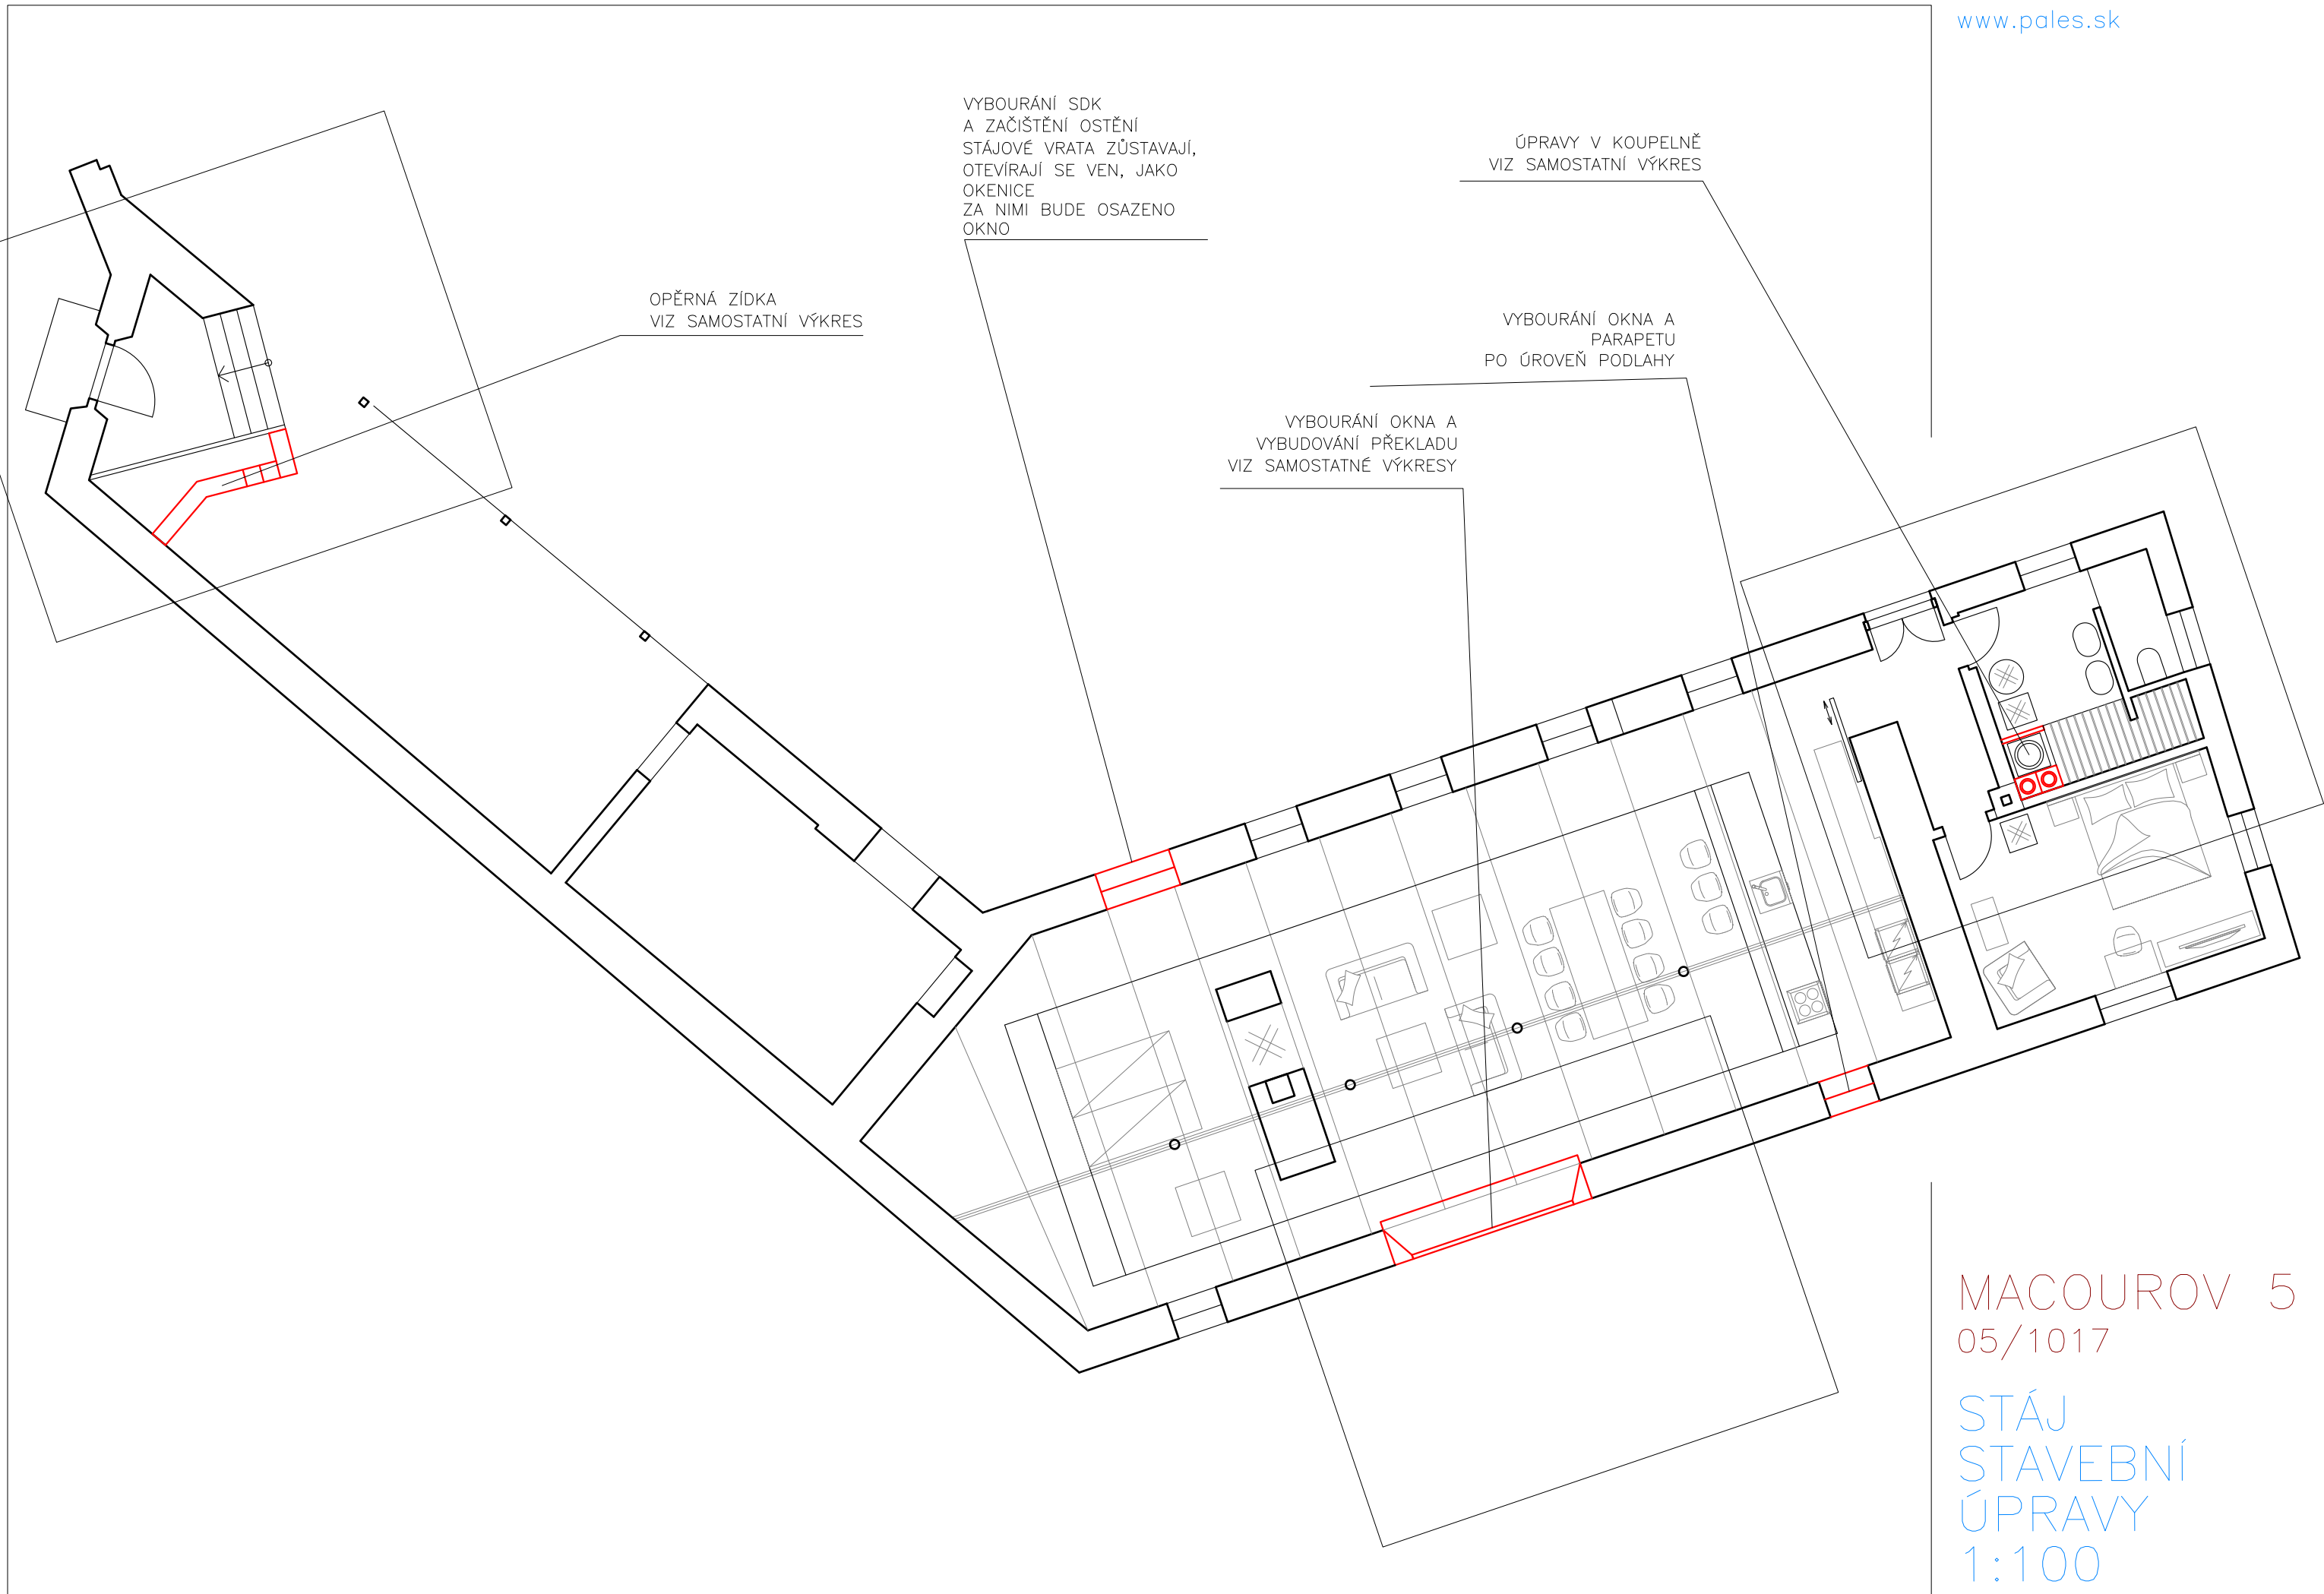 www.pales.sk
VYBOURÁNÍ SDK
A ZAČIŠTĚNÍ OSTĚNÍ
STÁJOVÉ VRATA ZŮSTAVAJÍ,
OTEVÍRAJÍ SE VEN, JAKO
OKENICE
ZA NIMI BUDE OSAZENO
OKNO
ÚPRAVY V KOUPELNĚ
VIZ SAMOSTATNÍ VÝKRES
OPĚRNÁ ZÍDKA
VIZ SAMOSTATNÍ VÝKRES
VYBOURÁNÍ OKNA A
PARAPETU
PO ÚROVEŇ PODLAHY
VYBOURÁNÍ OKNA A
VYBUDOVÁNÍ PŘEKLADU
VIZ SAMOSTATNÉ VÝKRESY
MACOUROV 5
05/1017
STÁJ
STAVEBNÍ
ÚPRAVY
1:100